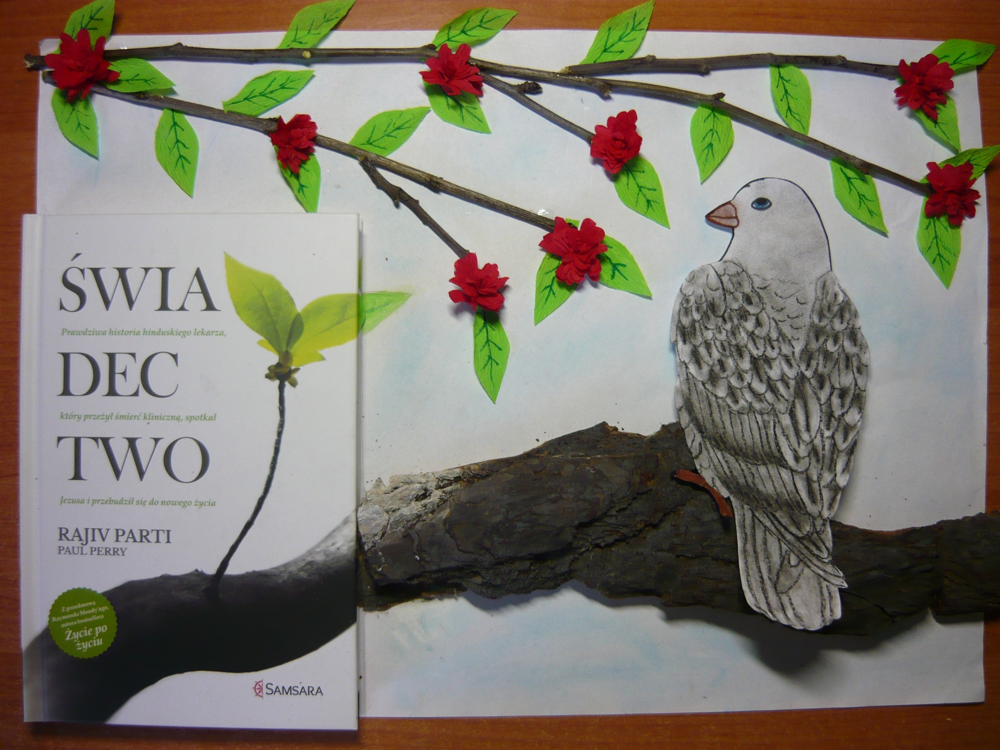 ŚWIA
Prawdziwa historia hinduskiego lekarza,
DEC
który przeżył śmierć kliniczną, spotkał
TWO
Jezusa i przebudził się do nowego życia
RAJIV PARTI
PAUL PERRY
Z przedmową
Raymonda Moody'ego,
autora bestsellera
Życie po
życiu
SAMSARA